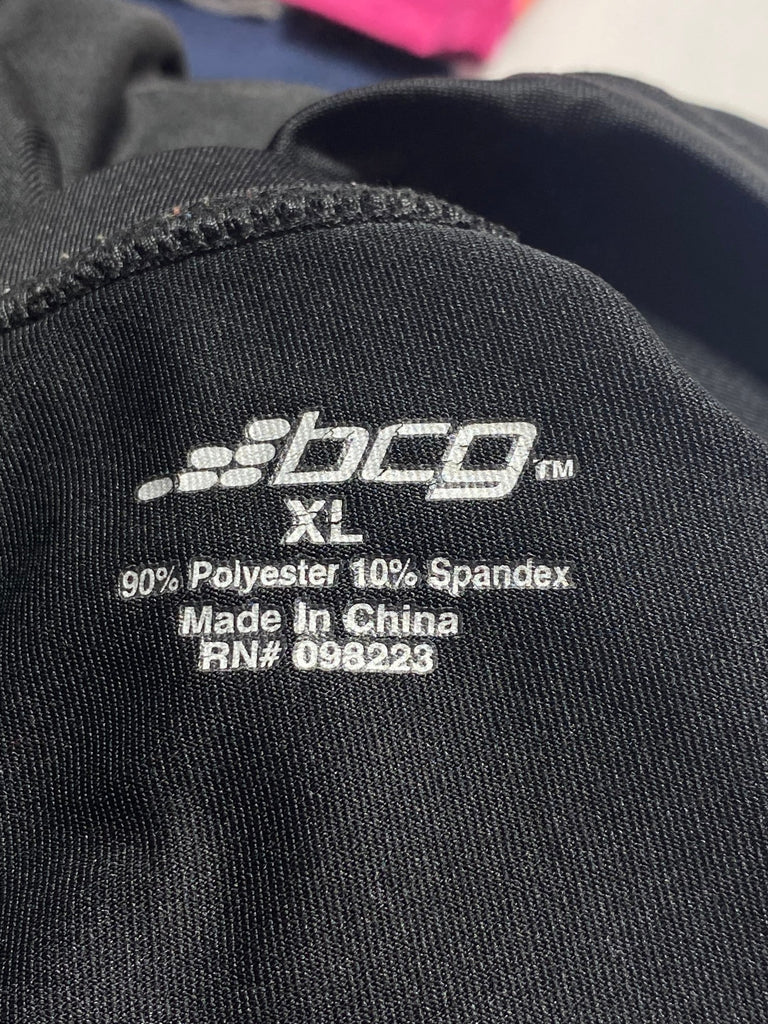 bcg™
XL
90% Polyester 10% Spandex
Made In China
RN# 098223